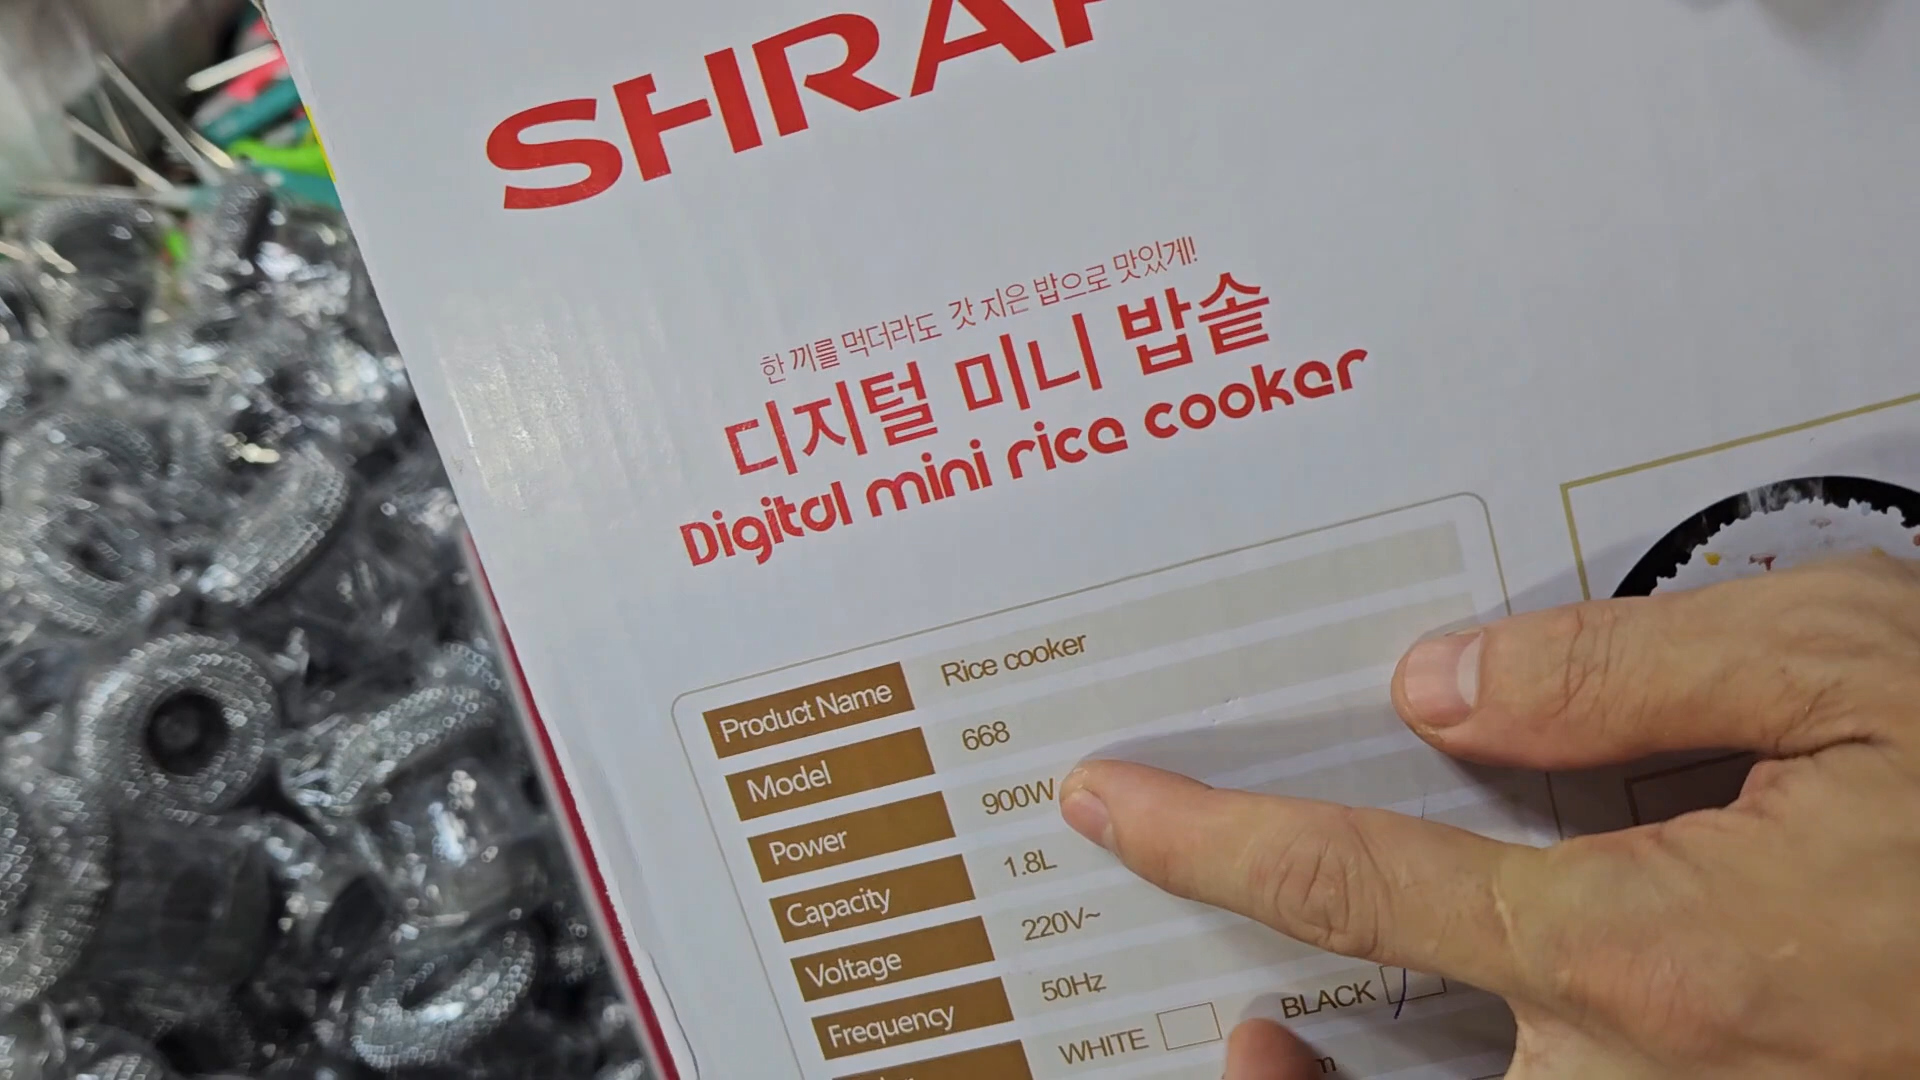 SHRAP
한 끼를 먹더라도 갓 지은 밥으로 맛있게!
디지털 미니 밥솥
Digital mini rice cooker
Product Name Rice cooker
Model 668
Power 900W
Capacity 1.8L
Voltage 220V~
Frequency 50Hz
WHITE BLACK